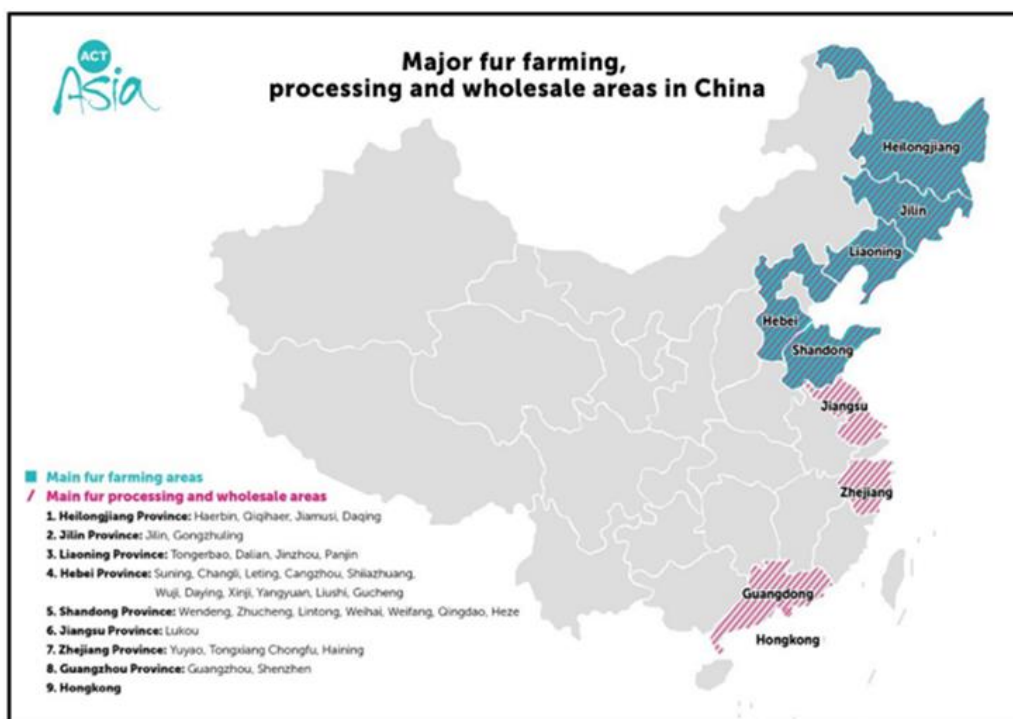 ACT
Asia
Major fur farming,
processing and wholesale areas in China
Heilongjiang
Jilin
Liaoning
Hebei
Shandong
Jiangsu
Zhejiang
Guangdong
Hongkong
Main fur farming areas
/ Main fur processing and wholesale areas
1. Heilongjiang Province: Haerbin, Qiqihaer, Jiamusi, Daqing
2. Jilin Province: Jilin, Gongzhuling
3. Liaoning Province: Tongerbao, Dalian, Jinzhou, Panjin
4. Hebei Province: Suning, Changli, Leting, Cangzhou, Shiiazhuang,
Wuji, Daying, Xinji, Yangyuan, Liushi, Gucheng
5. Shandong Province: Wendeng, Zhucheng, Lintong, Weihai, Weifang, Qingdao, Heze
6. Jiangsu Province: Lukou
7. Zhejiang Province: Yuyao, Tongxiang Chongfu, Haining
8. Guangzhou Province: Guangzhou, Shenzhen
9. Hongkong